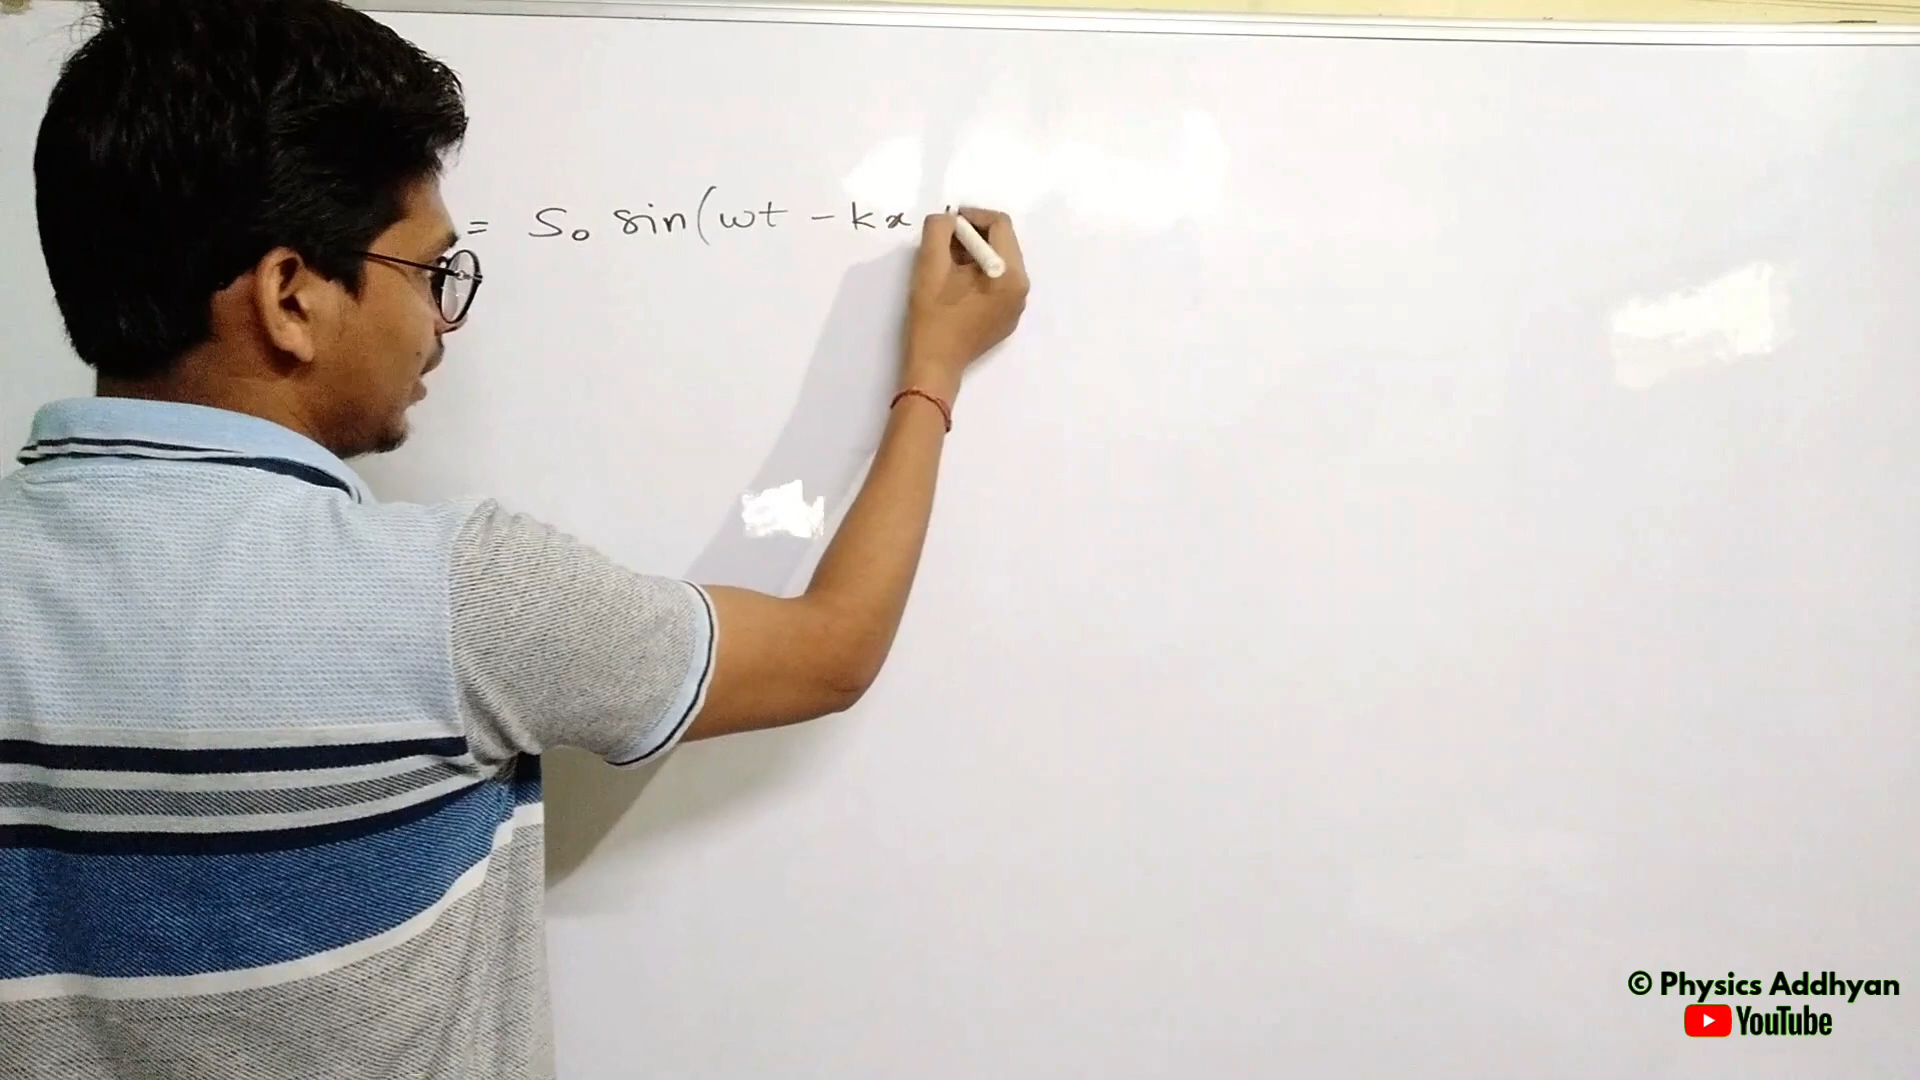 = S₀ sin(ωt - kx
© Physics Addhyan
YouTube